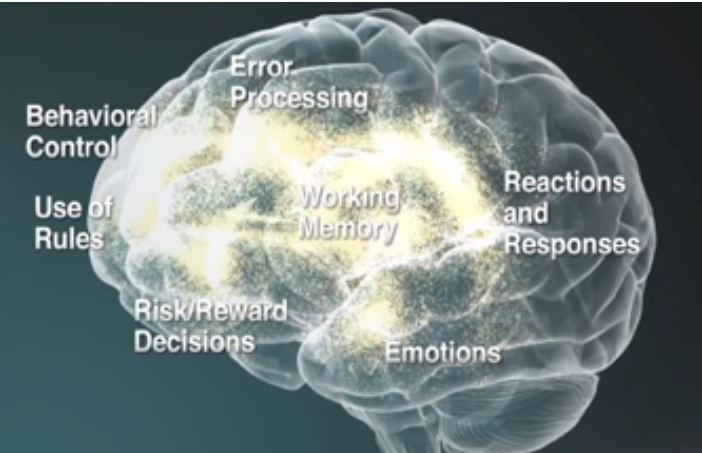 Error
Processing
Behavioral
Control
Use of
Rules
Working
Memory
Reactions
and
Responses
Risk/Reward
Decisions
Emotions